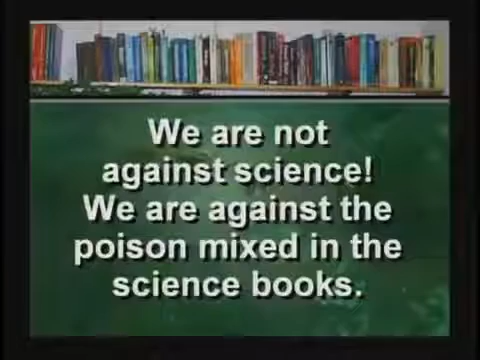 We are not
against science!
We are against the
poison mixed in the
science books.